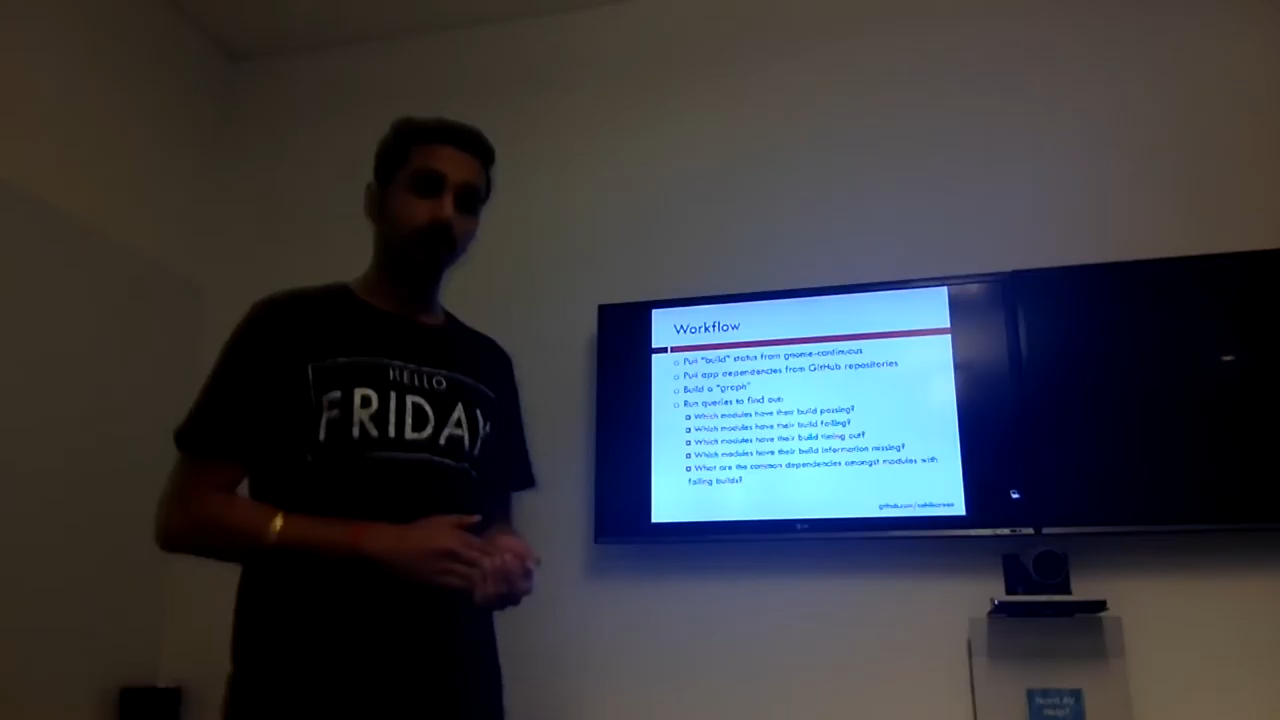 HELLO
FRIDAY
Workflow
Pull "build" status from gnome-continuous
Pull app dependencies from GitHub repositories
Build a "graph"
Run queries to find out:
Which modules have their build passing?
Which modules have their build failing?
Which modules have their build timing out?
Which modules have their build information missing?
What are the common dependencies amongst modules with
failing builds?
Need AV
Help?